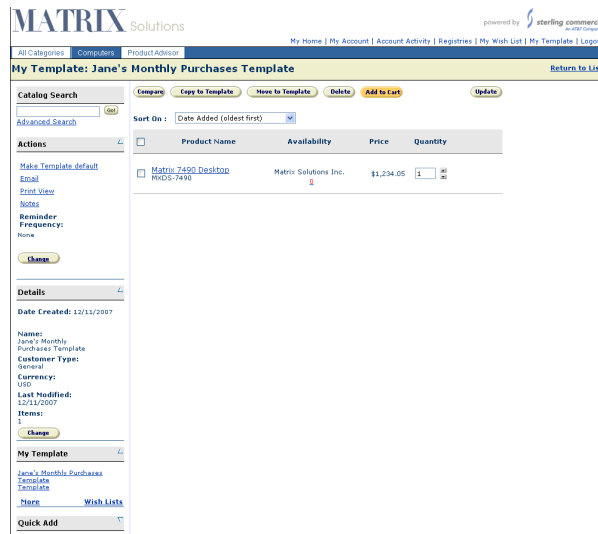 MATRIX Solutions
powered by sterling commerc
An AT&T Compan
My Home | My Account | Account Activity | Registries | My Wish List | My Template | Logo
All Categories Computers Product Advisor
My Template: Jane's Monthly Purchases Template
Return to Lis
Catalog Search
Go!
Advanced Search
Actions
Make Template default
Email
Print View
Notes
Reminder
Frequency:
None
Change
Details
Date Created: 12/11/2007
Name:
Jane's Monthly
Purchases Template
Customer Type:
General
Currency:
USD
Last Modified:
12/11/2007
Items:
1
Change
My Template
Jane's Monthly Purchases
Template
Template
More Wish Lists
Quick Add
Compare Copy to Template Move to Template Delete Add to Cart Update
Sort On : Date Added (oldest first)
Product Name Availability Price Quantity
Matrix 7490 Desktop Matrix Solutions Inc. $1,234.05 1
MXDS-7490 0